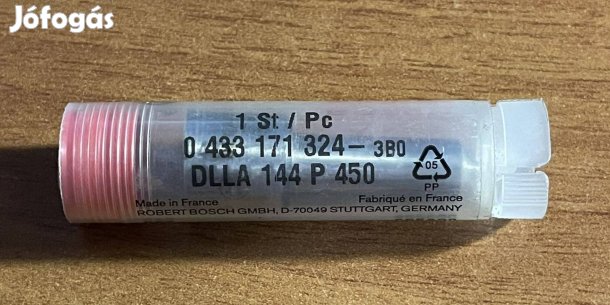 Jófogás
1 St / Pc
0 433 171 324 - 3B0
DLLA 144 P 450
05
PP
Made in France Fabriqué en France
ROBERT BOSCH GMBH, D-70049 STUTTGART, GERMANY